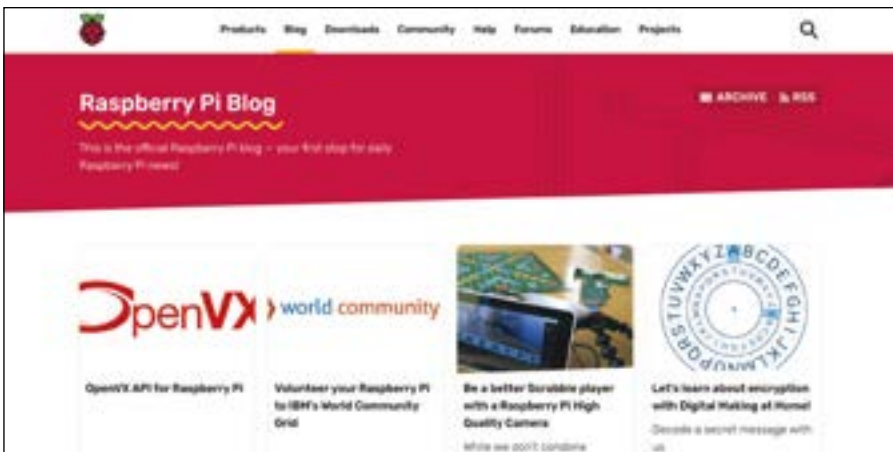 Products Blog Downloads Community Help Forums Education Projects
Raspberry Pi Blog
ARCHIVE RSS
This is the official Raspberry Pi blog – your first stop for daily
Raspberry Pi news!
OpenVX
world community
OpenVX API for Raspberry Pi
Volunteer your Raspberry Pi
to IBM's World Community
Grid
Be a better Scrabble player
with a Raspberry Pi High
Quality Camera
While we don't condone
Let's learn about encryption
with Digital Making at Home!
Decode a secret message with
us